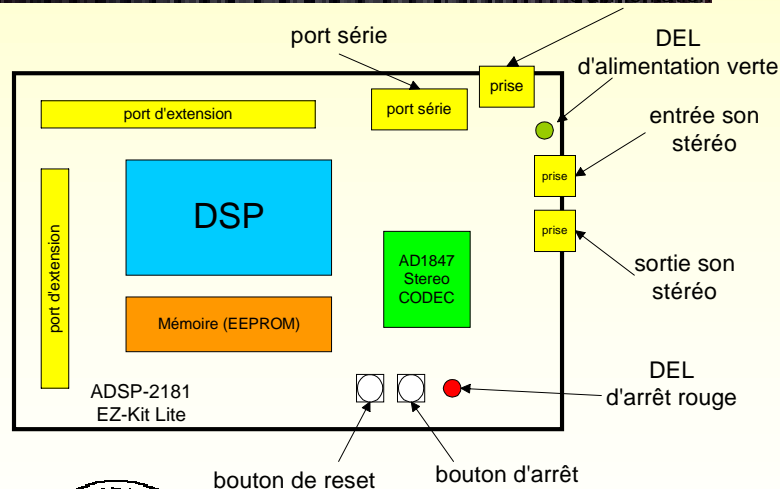 port série
DEL
d'alimentation verte
prise
port série
port d'extension
entrée son
stéréo
prise
DSP
prise
port d'extension
AD1847
Stereo
CODEC
sortie son
stéréo
Mémoire (EEPROM)
DEL
d'arrêt rouge
ADSP-2181
EZ-Kit Lite
bouton de reset
bouton d'arrêt